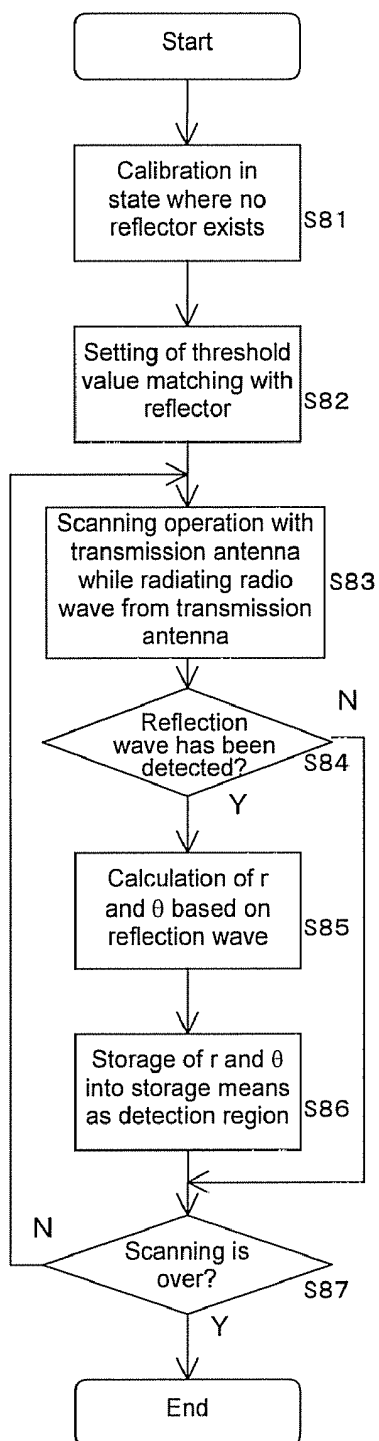 Start
Calibration in
state where no
reflector exists
S81
Setting of threshold
value matching with
reflector
S82
Scanning operation with
transmission antenna
while radiating radio
wave from transmission
antenna
S83
Reflection
wave has been
detected?
N
S84
Y
Calculation of r
and θ based on
reflection wave
S85
Storage of r and θ
into storage means
as detection region
S86
N
Scanning is
over?
S87
Y
End